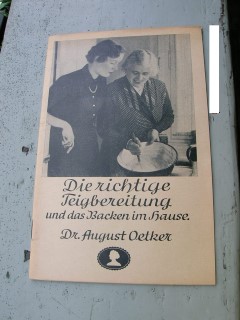 Die richtige
Teigbereitung
und das Backen im Hause.
Dr. August Oetker